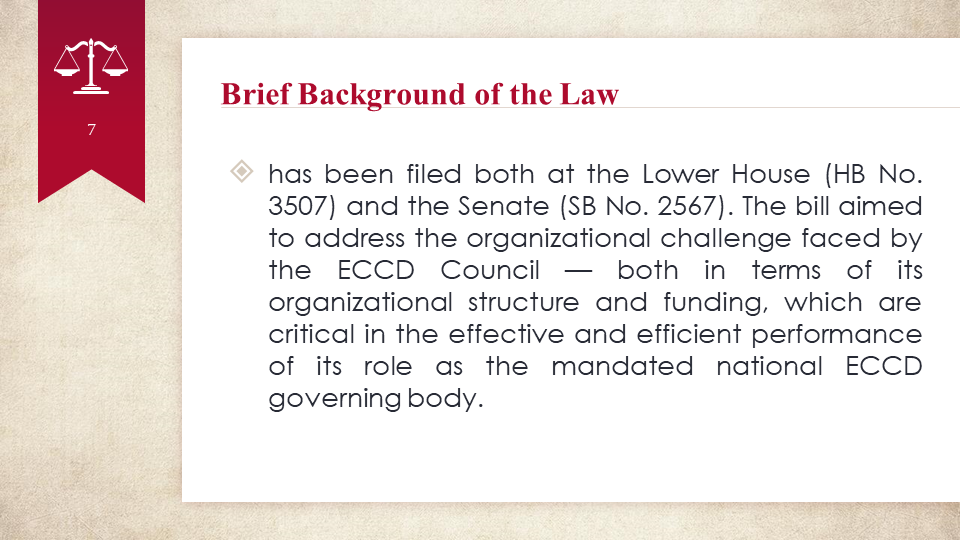 7
Brief Background of the Law
has been filed both at the Lower House (HB No.
3507) and the Senate (SB No. 2567). The bill aimed
to address the organizational challenge faced by
the ECCD Council — both in terms of its
organizational structure and funding, which are
critical in the effective and efficient performance
of its role as the mandated national ECCD
governing body.